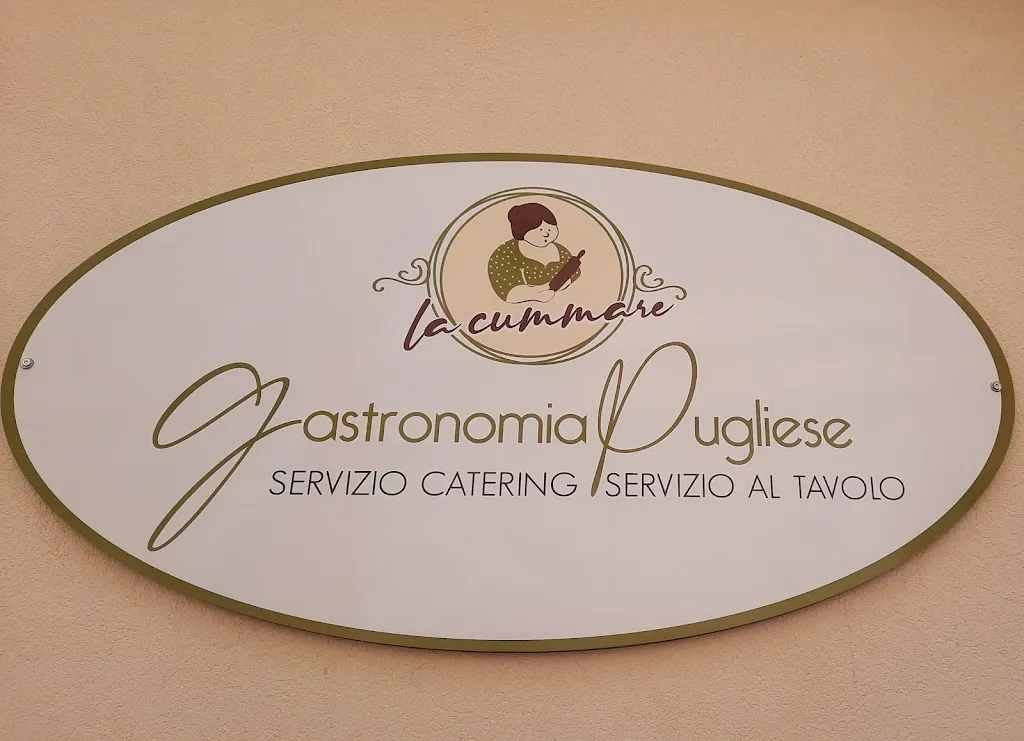 la cummare
Gastronomia Pugliese
SERVIZIO CATERING SERVIZIO AL TAVOLO